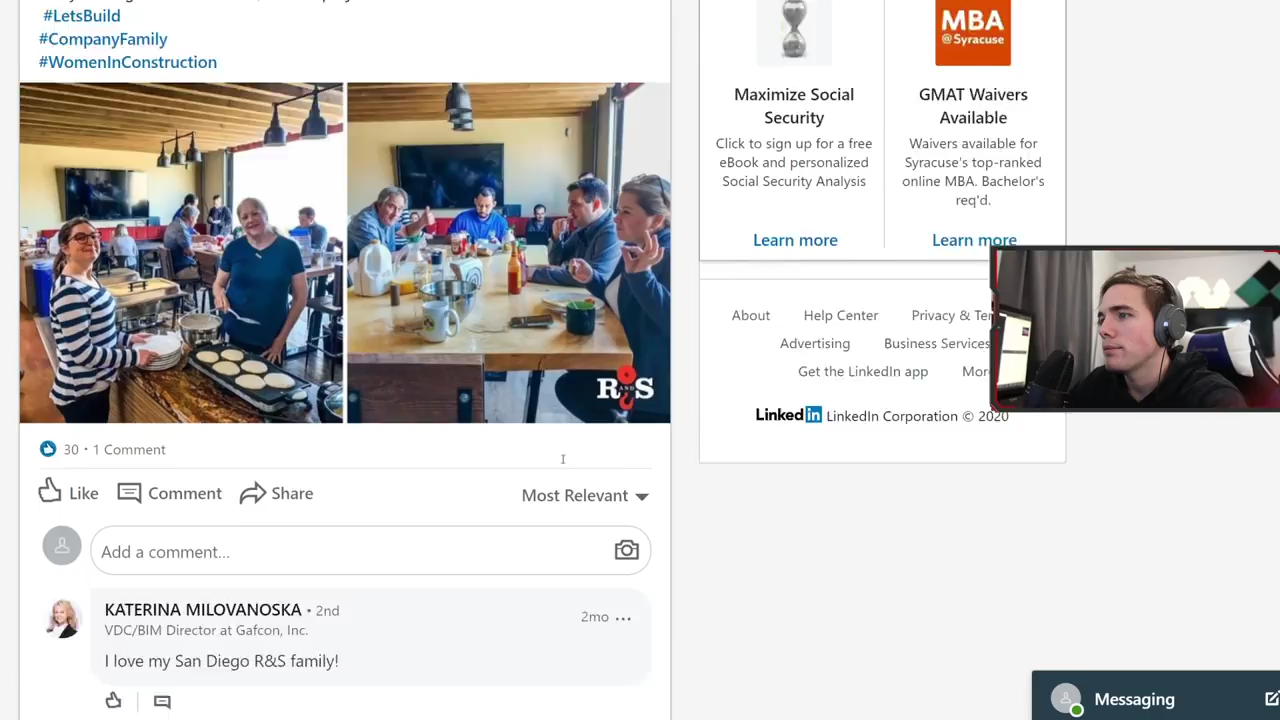 #LetsBuild
#CompanyFamily
#WomenInConstruction
R AND S
30 • 1 Comment
Like Comment Share
Most Relevant
Add a comment...
KATERINA MILOVANOSKA • 2nd
2mo ...
VDC/BIM Director at Gafcon, Inc.
I love my San Diego R&S family!
MBA
@Syracuse
Maximize Social
Security
Click to sign up for a free
eBook and personalized
Social Security Analysis
Learn more
GMAT Waivers
Available
Waivers available for
Syracuse's top-ranked
online MBA. Bachelor's
req'd.
Learn more
About Help Center Privacy &
Advertising Business Services
Get the LinkedIn app
LinkedIn LinkedIn Corporation © 2020
Messaging